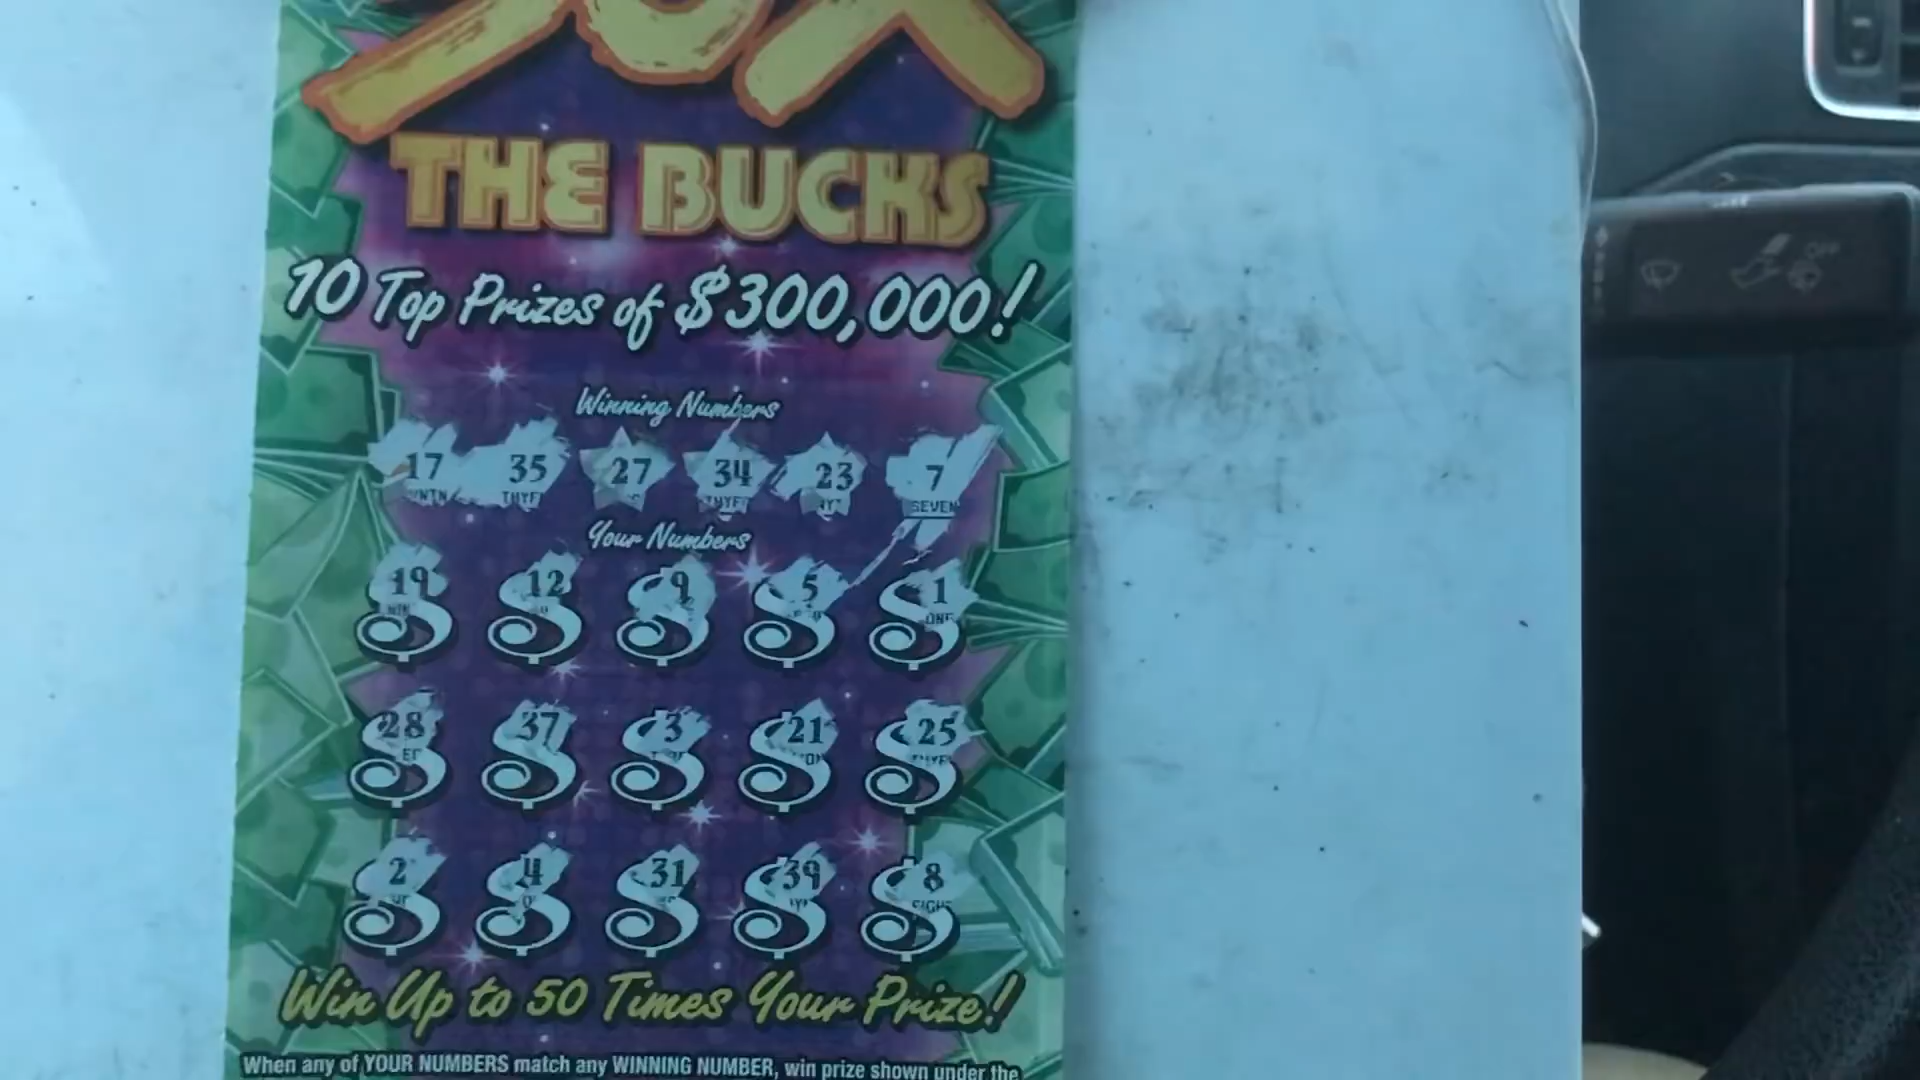 50X
THE BUCKS
10 Top Prizes of $300,000!
Winning Numbers
17 35 27 34 23 7
SEVEN
Your Numbers
19 12 9 5 1
ONE
28 37 3 21 25
2 4 31 39 8
Win Up to 50 Times Your Prize!
When any of YOUR NUMBERS match any WINNING NUMBER, win prize shown under the
OFF